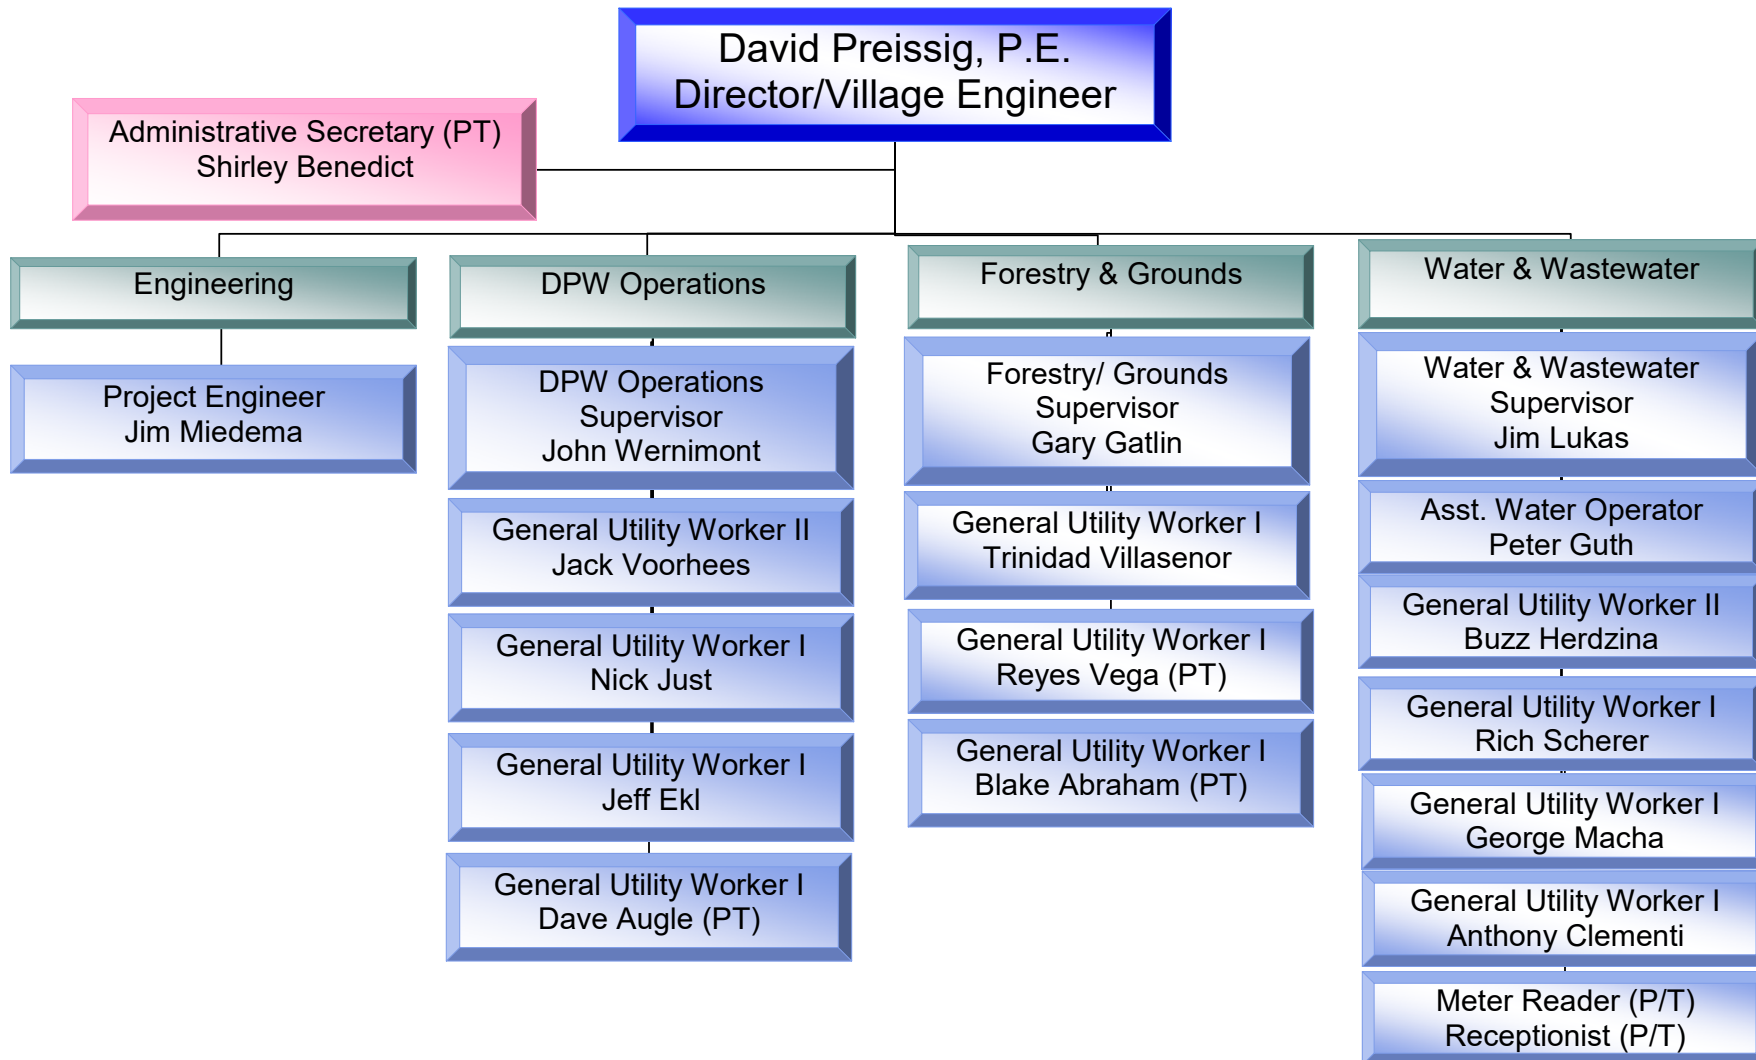 David Preissig, P.E.
Director/Village Engineer
Administrative Secretary (PT)
Shirley Benedict
Engineering
Project Engineer
Jim Miedema
DPW Operations
DPW Operations
Supervisor
John Wernimont
General Utility Worker II
Jack Voorhees
General Utility Worker I
Nick Just
General Utility Worker I
Jeff Ekl
General Utility Worker I
Dave Augle (PT)
Forestry & Grounds
Forestry/ Grounds
Supervisor
Gary Gatlin
General Utility Worker I
Trinidad Villasenor
General Utility Worker I
Reyes Vega (PT)
General Utility Worker I
Blake Abraham (PT)
Water & Wastewater
Water & Wastewater
Supervisor
Jim Lukas
Asst. Water Operator
Peter Guth
General Utility Worker II
Buzz Herdzina
General Utility Worker I
Rich Scherer
General Utility Worker I
George Macha
General Utility Worker I
Anthony Clementi
Meter Reader (P/T)
Receptionist (P/T)